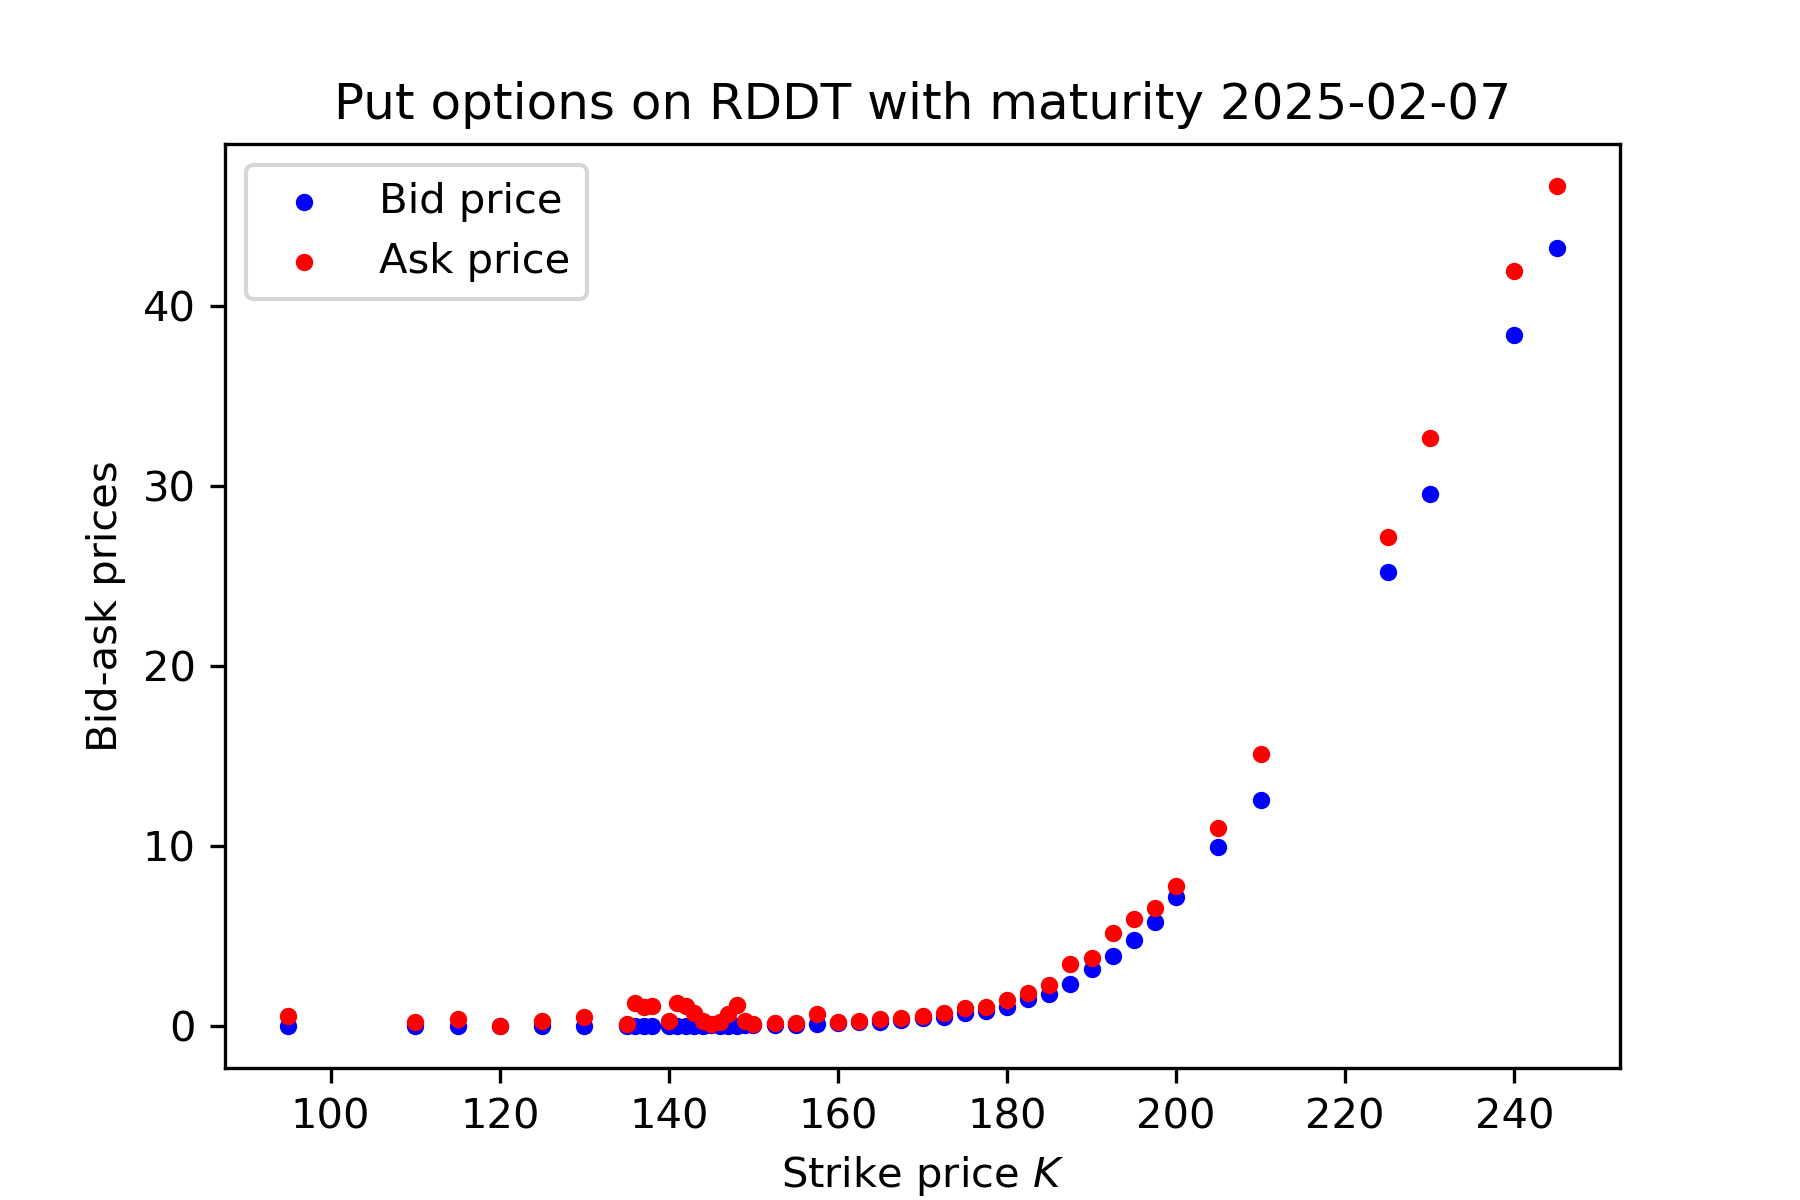 Put options on RDDT with maturity 2025-02-07
Bid price
Ask price
Bid-ask prices
40
30
20
10
0
100 120 140 160 180 200 220 240
Strike price K